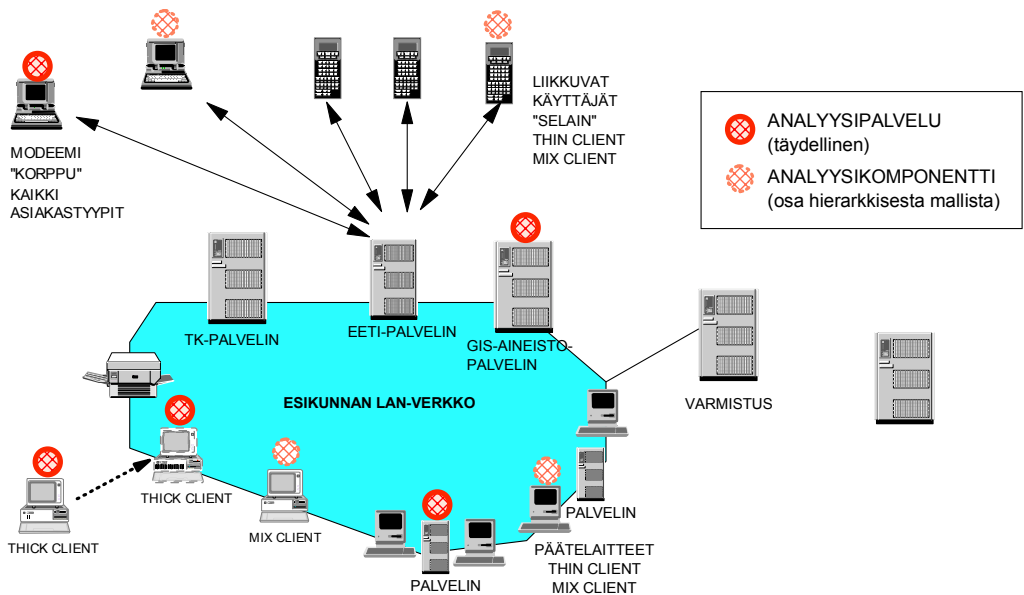 LIIKKUVAT
KÄYTTÄJÄT
"SELAIN"
THIN CLIENT
MIX CLIENT
ANALYYSIPALVELU
(täydellinen)
ANALYYSIKOMPONENTTI
(osa hierarkkisesta mallista)
MODEEMI
"KORPPU"
KAIKKI
ASIAKASTYYPIT
TK-PALVELIN
EETI-PALVELIN
GIS-AINEISTO-
PALVELIN
VARMISTUS
ESIKUNNAN LAN-VERKKO
THICK CLIENT
THICK CLIENT
MIX CLIENT
PALVELIN
PALVELIN
PÄÄTELAITTEET
THIN CLIENT
MIX CLIENT